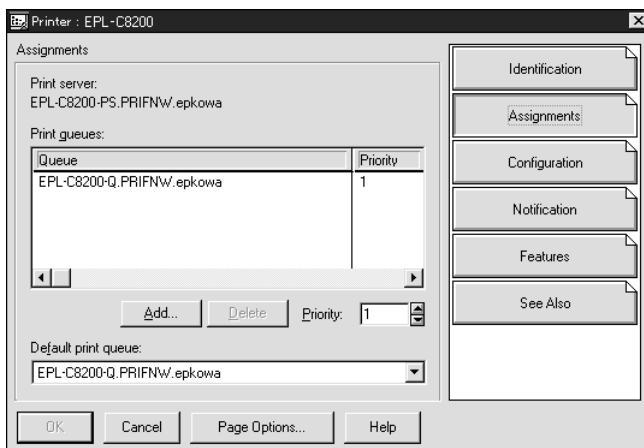 Printer : EPL-C8200
Assignments
Print server:
EPL-C8200-PS.PRIFNW.epkowa
Print queues:
Queue Priority
EPL-C8200-Q.PRIFNW.epkowa 1
Add... Delete Priority: 1
Default print queue:
EPL-C8200-Q.PRIFNW.epkowa
OK Cancel Page Options... Help
Identification
Assignments
Configuration
Notification
Features
See Also